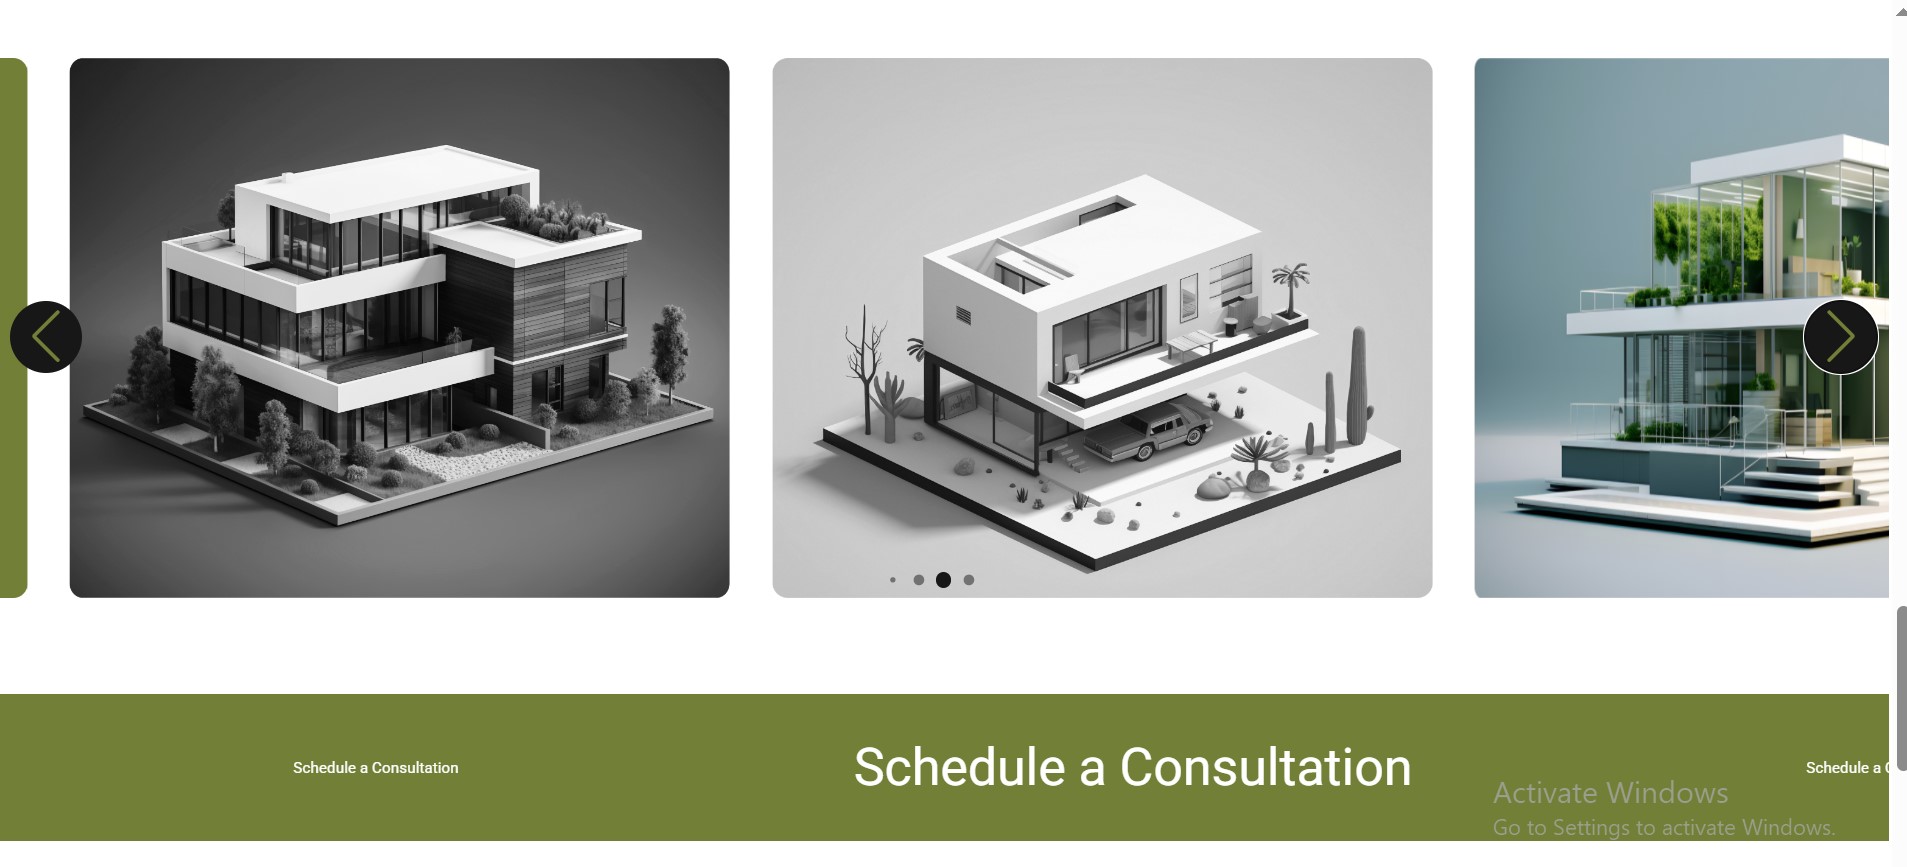 Schedule a Consultation
Schedule a Consultation
Schedule a
Activate Windows
Go to Settings to activate Windows.